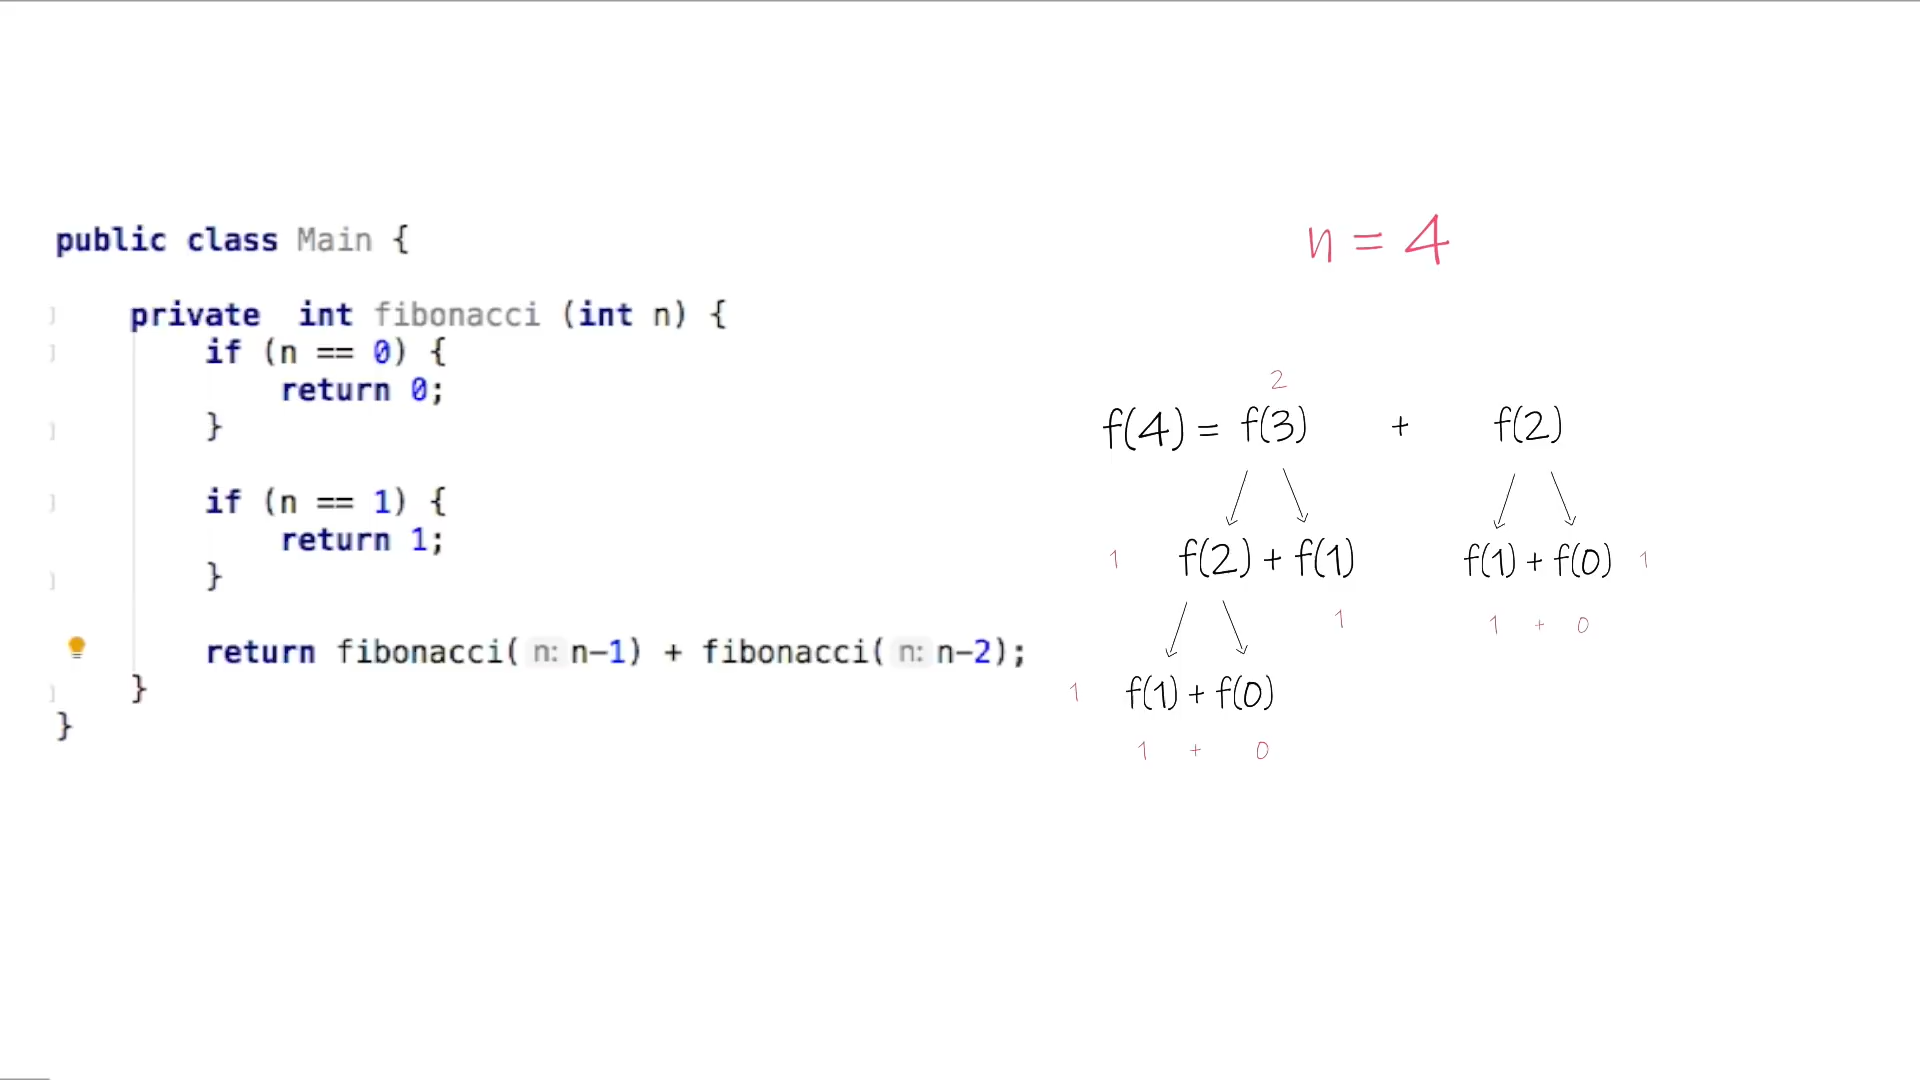 public class Main {
private int fibonacci (int n) {
if (n == 0) {
return 0;
}
if (n == 1) {
return 1;
}
return fibonacci( n: n-1) + fibonacci( n: n-2);
}
}
n = 4
2
f(4) = f(3) + f(2)
1 f(2) + f(1) f(1) + f(0) 1
1 1 + 0
1 f(1) + f(0)
1 + 0